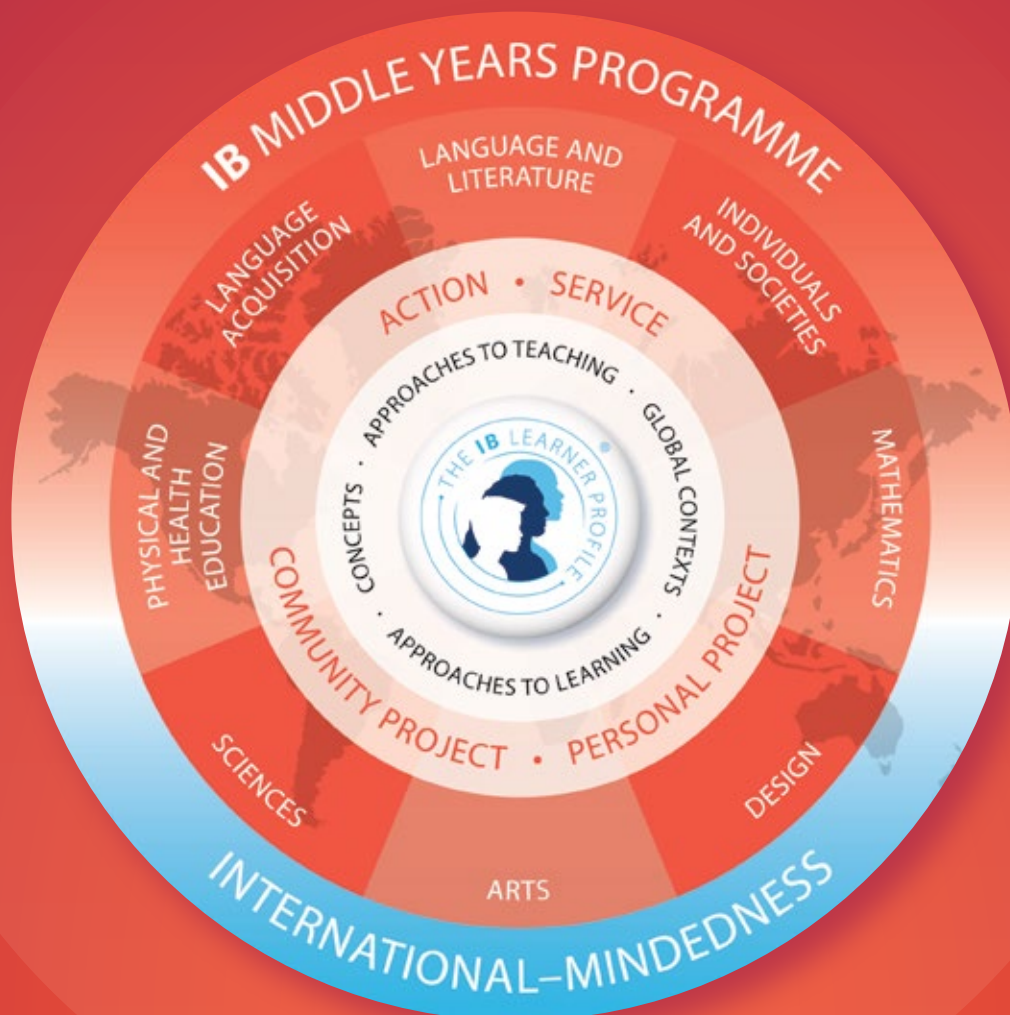 IB MIDDLE YEARS PROGRAMME
LANGUAGE AND
LITERATURE
INDIVIDUALS
AND SOCIETIES
MATHEMATICS
DESIGN
ARTS
SCIENCES
PHYSICAL AND
HEALTH
EDUCATION
LANGUAGE
ACQUISITION
ACTION • SERVICE
COMMUNITY PROJECT • PERSONAL PROJECT
APPROACHES TO TEACHING •
GLOBAL CONTEXTS •
APPROACHES TO LEARNING •
CONCEPTS •
• THE IB LEARNER PROFILE •
®
INTERNATIONAL–MINDEDNESS